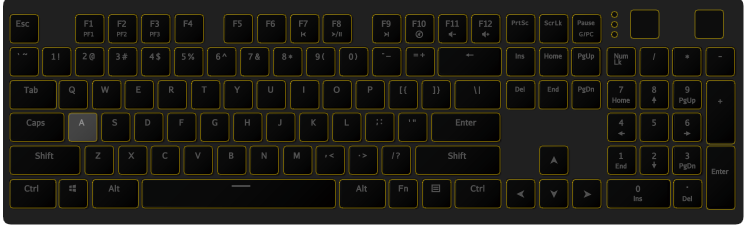 Esc F1 F2 F3 F4 F5 F6 F7 F8 F9 F10 F11 F12 PrtSc ScrLk Pause
PF1 PF2 PF3 G/PC
` ~ 1 ! 2 @ 3 # 4 $ 5 % 6 ^ 7 & 8 * 9 ( 0 ) - = + ← Ins Home PgUp Num Lk / * -
Tab Q W E R T Y U I O P [ { ] } \ | Del End PgDn 7 8 9 +
Home PgUp
Caps A S D F G H J K L ; : ' " Enter 4 5 6
Shift Z X C V B N M , < . > / ? Shift 1 2 3 Enter
End PgDn
Ctrl Alt Alt Fn Ctrl 0 .
Ins Del